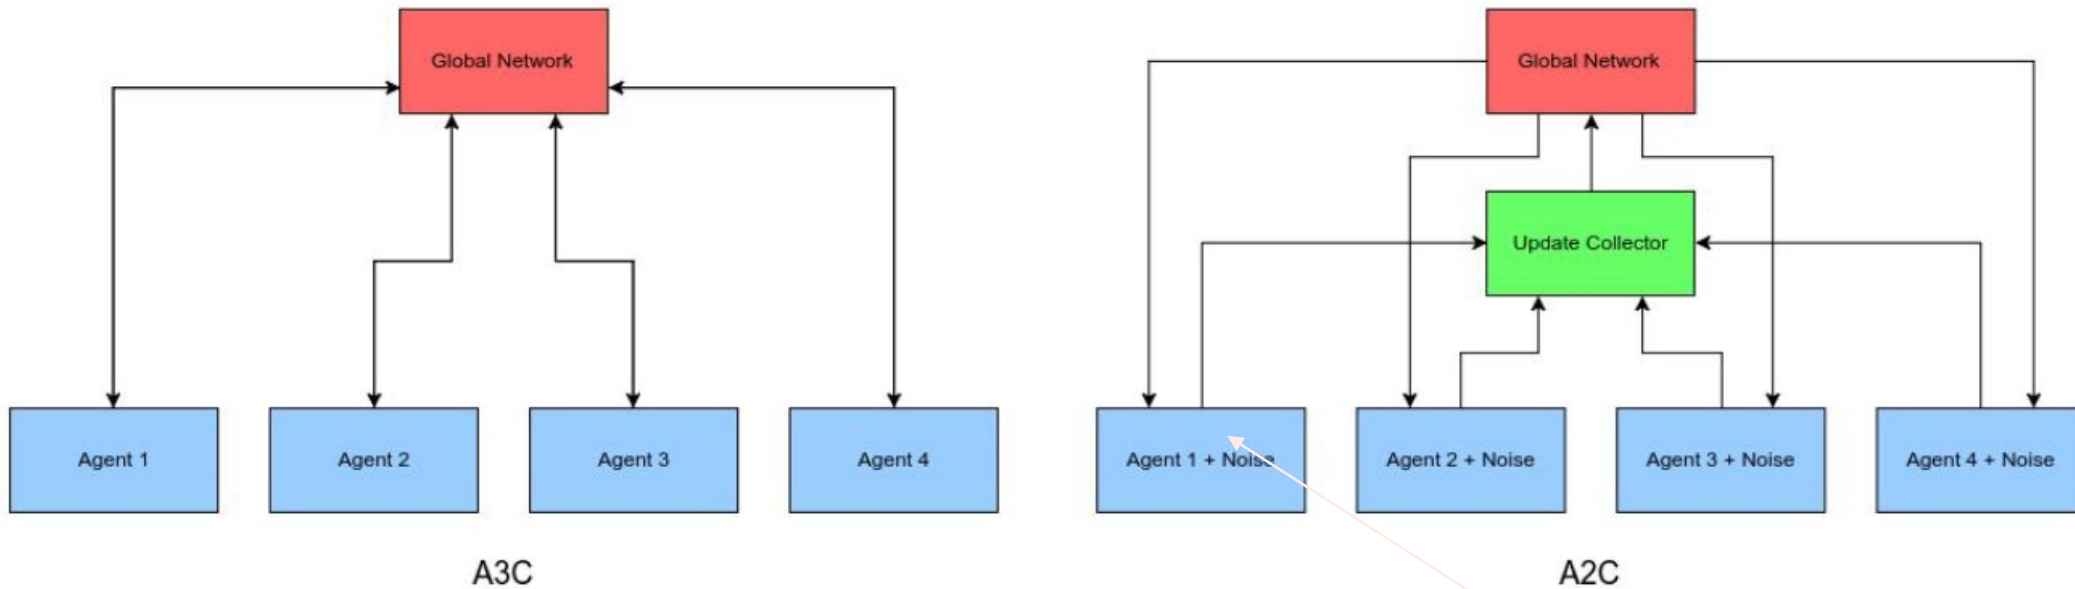 Global Network
Agent 1
Agent 2
Agent 3
Agent 4
A3C
Global Network
Update Collector
Agent 1 + Noise
Agent 2 + Noise
Agent 3 + Noise
Agent 4 + Noise
A2C